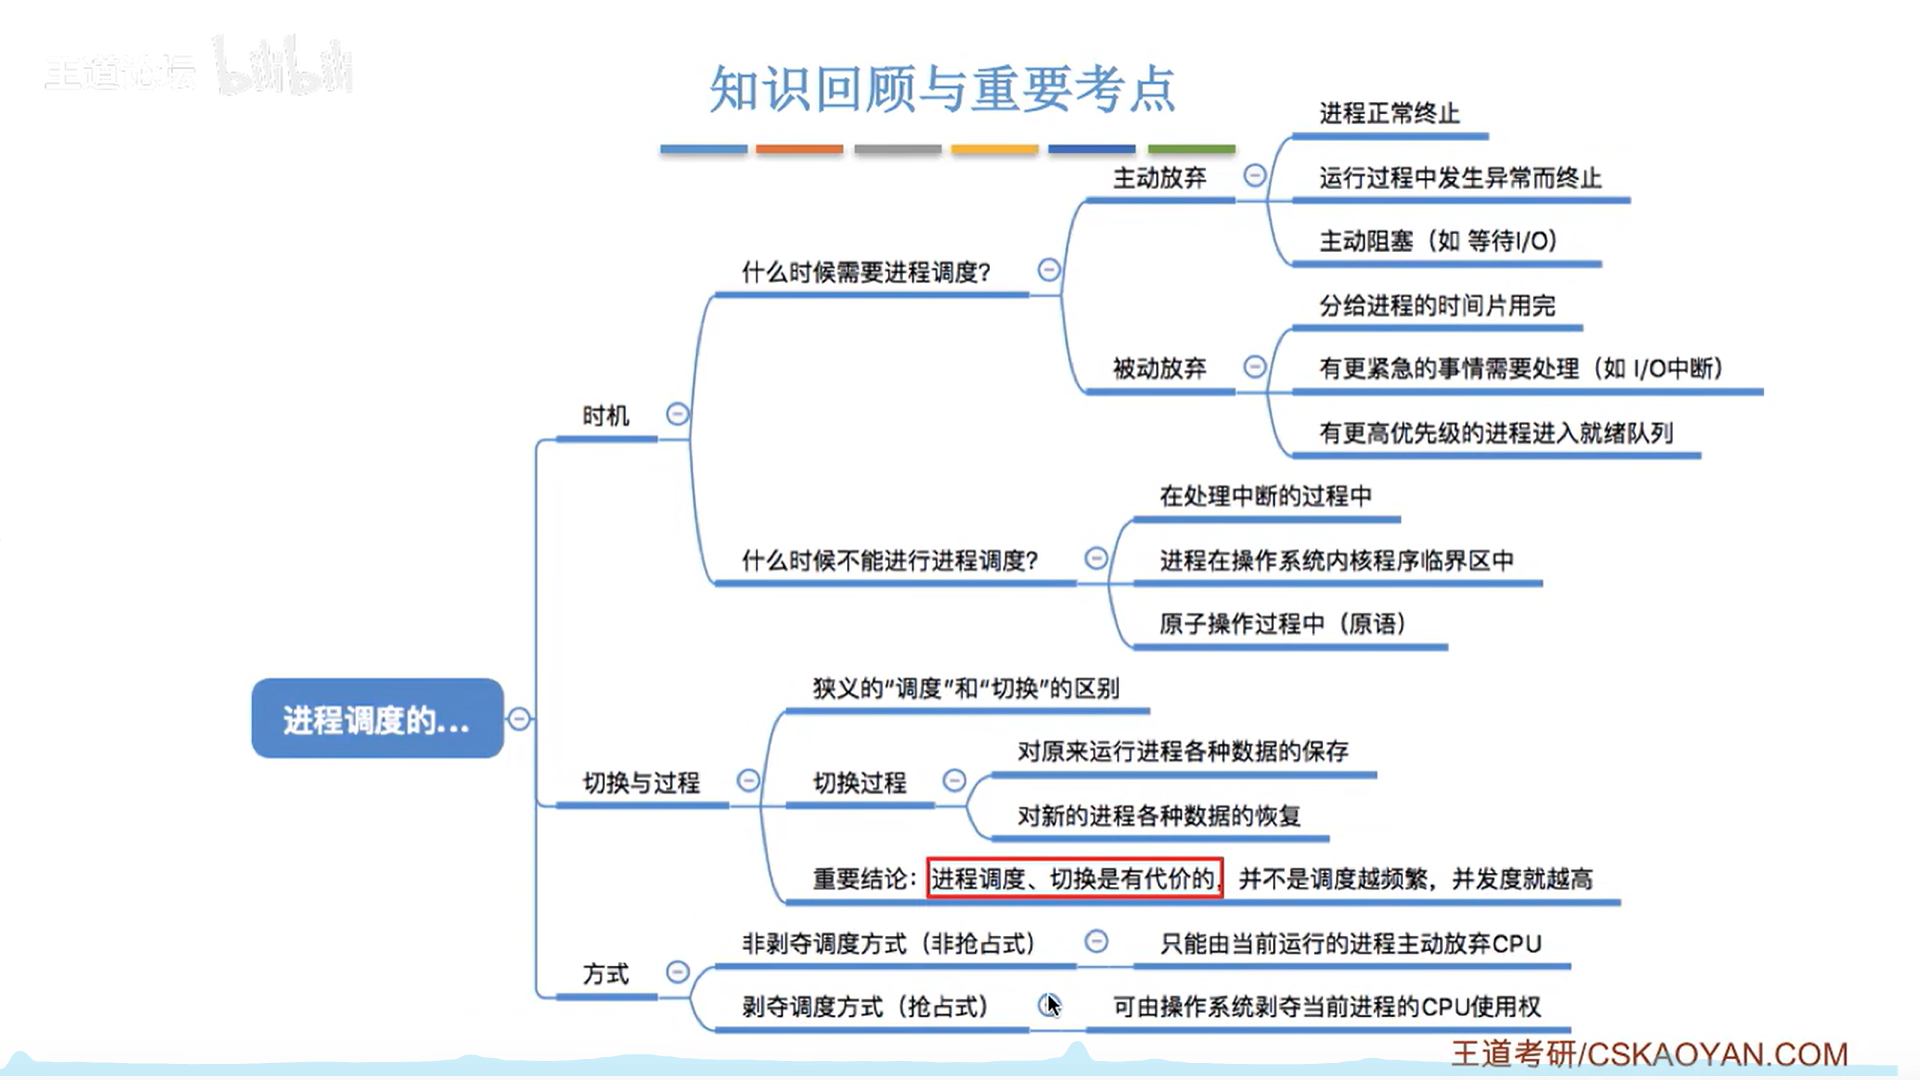 王道论坛 bilibili
知识回顾与重要考点
进程调度的...
时机
什么时候需要进程调度?
主动放弃
进程正常终止
运行过程中发生异常而终止
主动阻塞（如 等待I/O）
被动放弃
分给进程的时间片用完
有更紧急的事情需要处理（如 I/O中断）
有更高优先级的进程进入就绪队列
什么时候不能进行进程调度?
在处理中断的过程中
进程在操作系统内核程序临界区中
原子操作过程中（原语）
切换与过程
狭义的“调度”和“切换”的区别
切换过程
对原来运行进程各种数据的保存
对新的进程各种数据的恢复
重要结论：进程调度、切换是有代价的，并不是调度越频繁，并发度就越高
方式
非剥夺调度方式（非抢占式）
只能由当前运行的进程主动放弃CPU
剥夺调度方式（抢占式）
可由操作系统剥夺当前进程的CPU使用权
王道考研/CSKAOYAN.COM